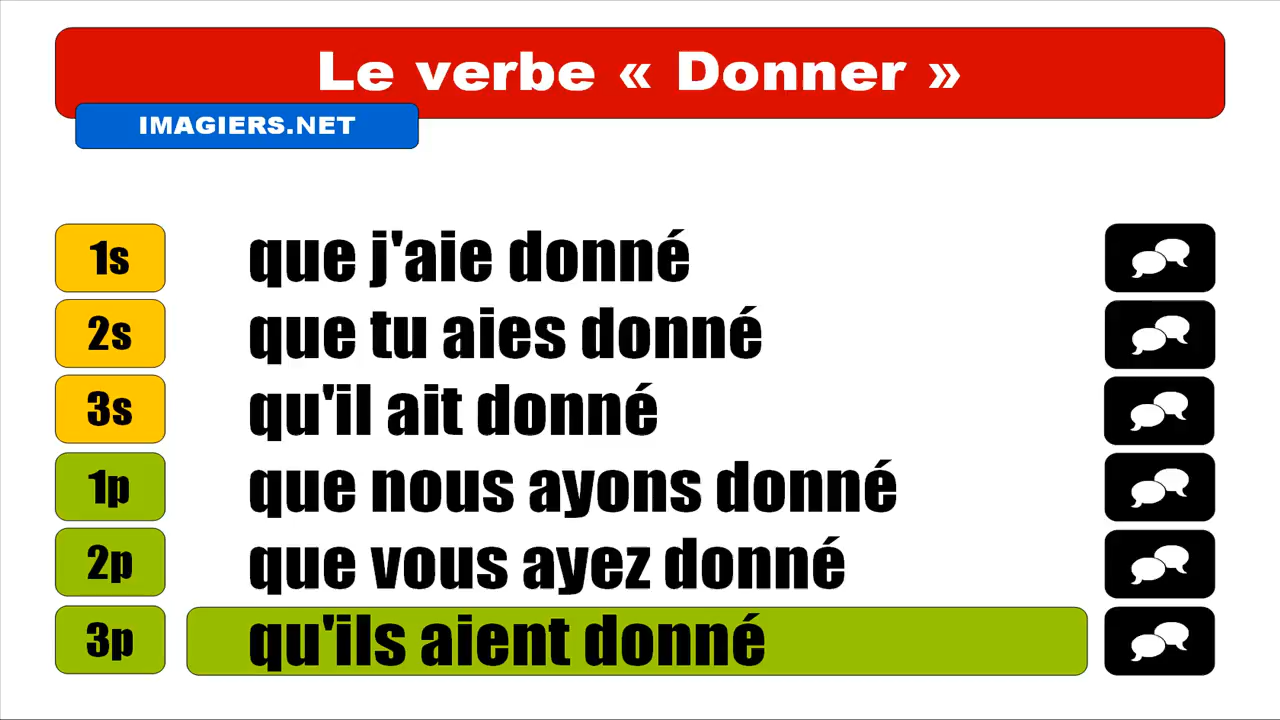 Le verbe « Donner »
IMAGIERS.NET
1s que j'aie donné
2s que tu aies donné
3s qu'il ait donné
1p que nous ayons donné
2p que vous ayez donné
3p qu'ils aient donné